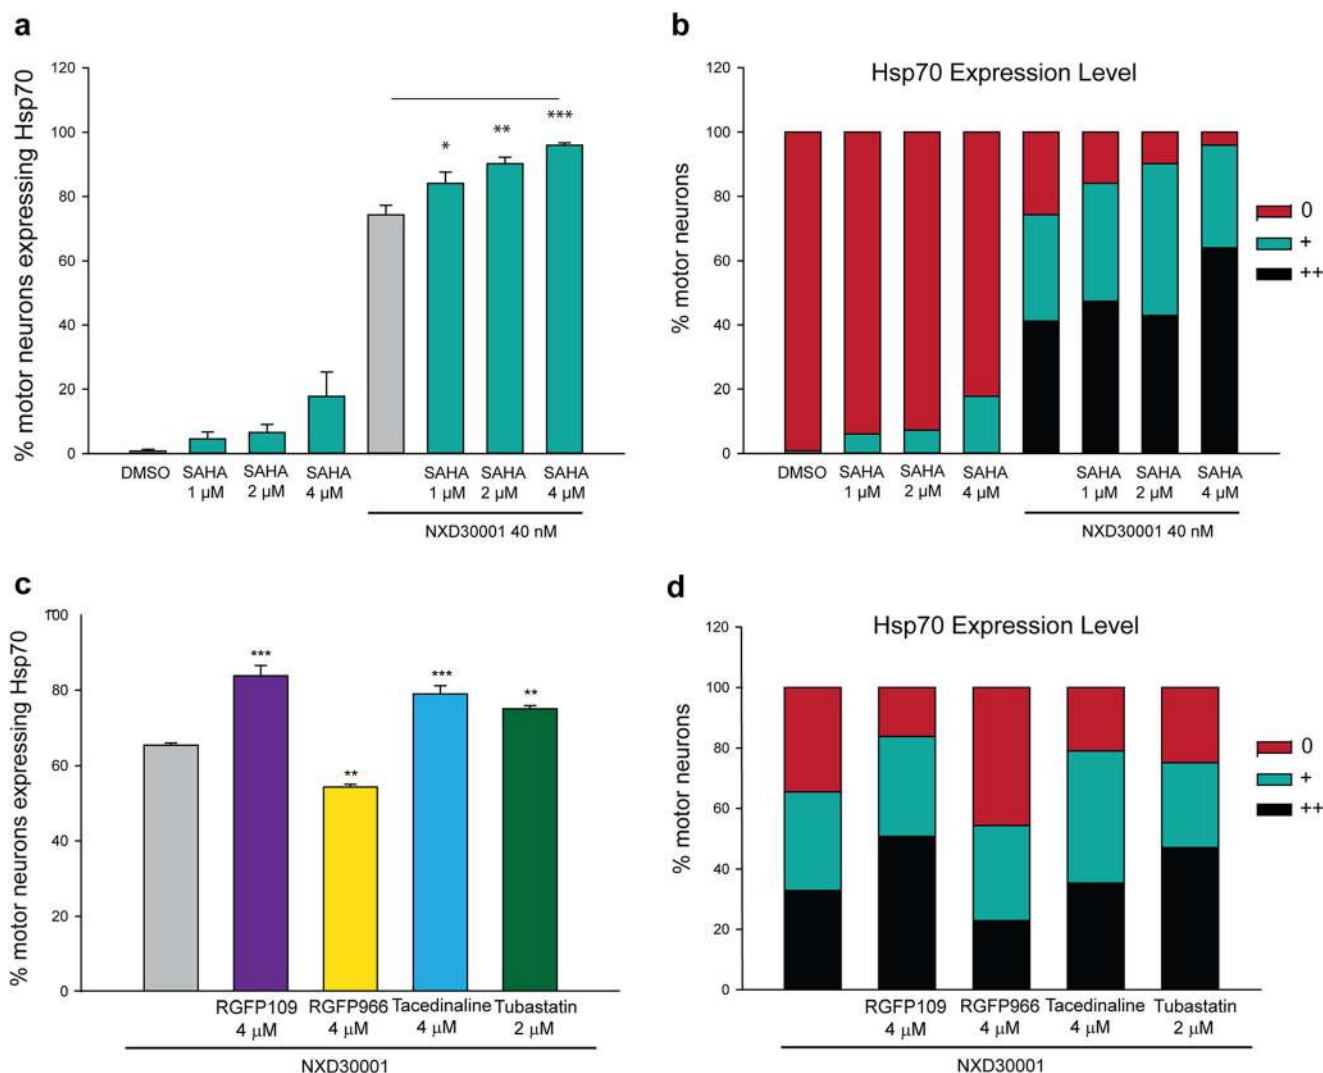 a
% motor neurons expressing Hsp70
120
100
80
60
40
20
0
*
**
***
DMSO
SAHA
1 µM
SAHA
2 µM
SAHA
4 µM
SAHA
1 µM
SAHA
2 µM
SAHA
4 µM
NXD30001 40 nM
b
Hsp70 Expression Level
% motor neurons
120
100
80
60
40
20
0
0
+
++
DMSO
SAHA
1 µM
SAHA
2 µM
SAHA
4 µM
SAHA
1 µM
SAHA
2 µM
SAHA
4 µM
NXD30001 40 nM
c
% motor neurons expressing Hsp70
100
80
60
40
20
0
***
**
***
**
RGFP109
4 µM
RGFP966
4 µM
Tacedinaline
4 µM
Tubastatin
2 µM
NXD30001
d
Hsp70 Expression Level
% motor neurons
120
100
80
60
40
20
0
0
+
++
RGFP109
4 µM
RGFP966
4 µM
Tacedinaline
4 µM
Tubastatin
2 µM
NXD30001